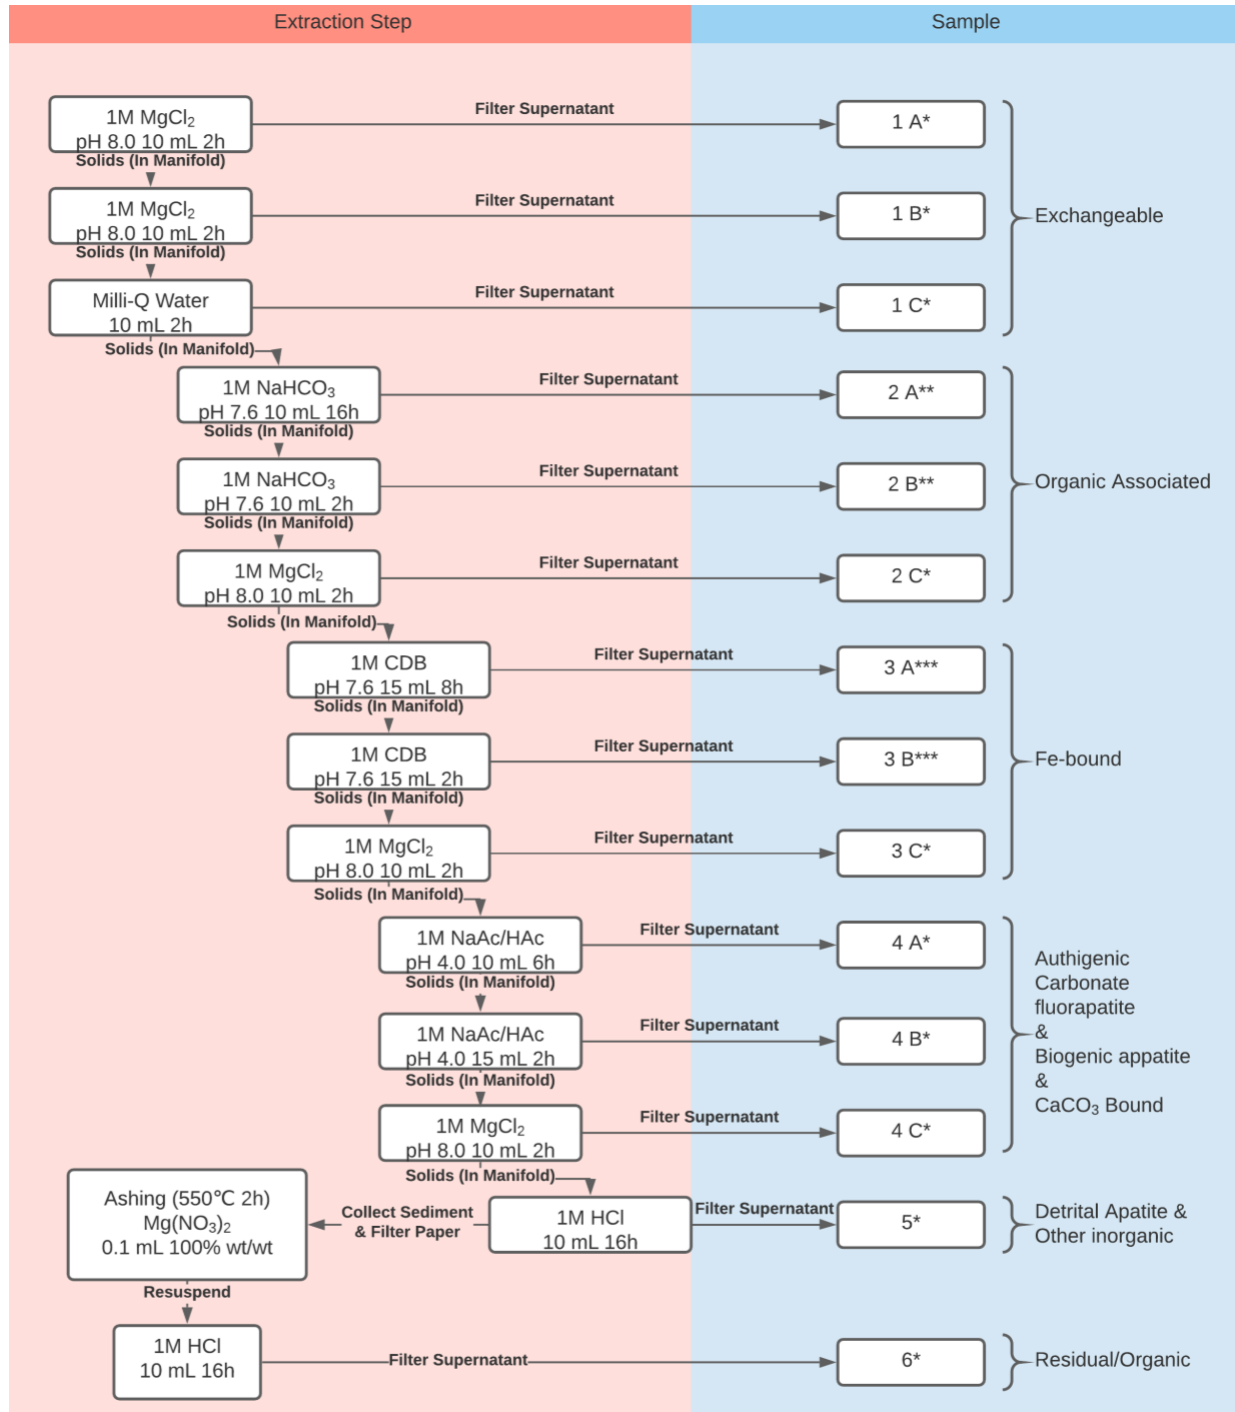 Extraction Step
Sample
1M MgCl₂
pH 8.0 10 mL 2h
Filter Supernatant
1 A*
Solids (In Manifold)
1M MgCl₂
pH 8.0 10 mL 2h
Filter Supernatant
1 B*
Exchangeable
Solids (In Manifold)
Milli-Q Water
10 mL 2h
Filter Supernatant
1 C*
Solids (In Manifold)
1M NaHCO₃
pH 7.6 10 mL 16h
Filter Supernatant
2 A**
Solids (In Manifold)
1M NaHCO₃
pH 7.6 10 mL 2h
Filter Supernatant
2 B**
Organic Associated
Solids (In Manifold)
1M MgCl₂
pH 8.0 10 mL 2h
Filter Supernatant
2 C*
Solids (In Manifold)
1M CDB
pH 7.6 15 mL 8h
Filter Supernatant
3 A***
Solids (In Manifold)
1M CDB
pH 7.6 15 mL 2h
Filter Supernatant
3 B***
Fe-bound
Solids (In Manifold)
1M MgCl₂
pH 8.0 10 mL 2h
Filter Supernatant
3 C*
Solids (In Manifold)
1M NaAc/HAc
pH 4.0 10 mL 6h
Filter Supernatant
4 A*
Solids (In Manifold)
1M NaAc/HAc
pH 4.0 15 mL 2h
Filter Supernatant
4 B*
Authigenic
Carbonate
fluorapatite
&
Biogenic appatite
&
CaCO₃ Bound
Solids (In Manifold)
1M MgCl₂
pH 8.0 10 mL 2h
Filter Supernatant
4 C*
Solids (In Manifold)
1M HCl
10 mL 16h
Filter Supernatant
5*
Detrital Apatite &
Other inorganic
Collect Sediment
& Filter Paper
Ashing (550℃ 2h)
Mg(NO₃)₂
0.1 mL 100% wt/wt
Resuspend
1M HCl
10 mL 16h
Filter Supernatant
6*
Residual/Organic